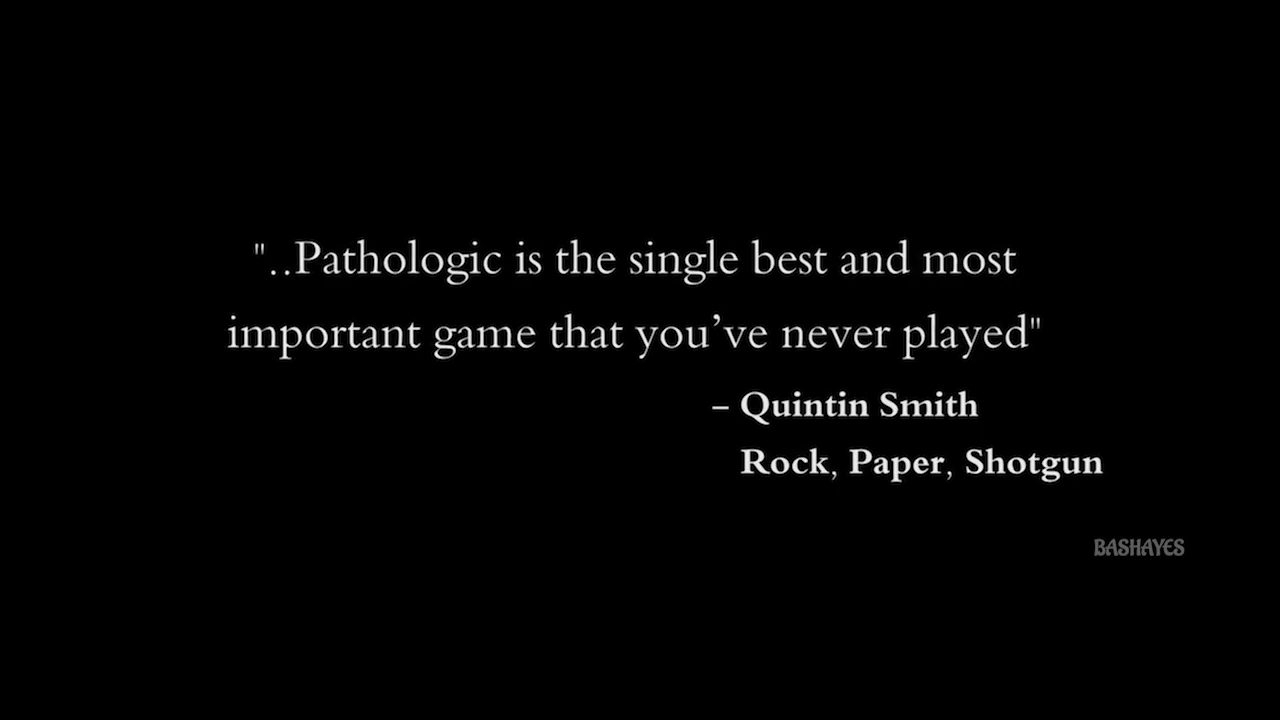 "..Pathologic is the single best and most
important game that you’ve never played"
– Quintin Smith
Rock, Paper, Shotgun
BASHAYES